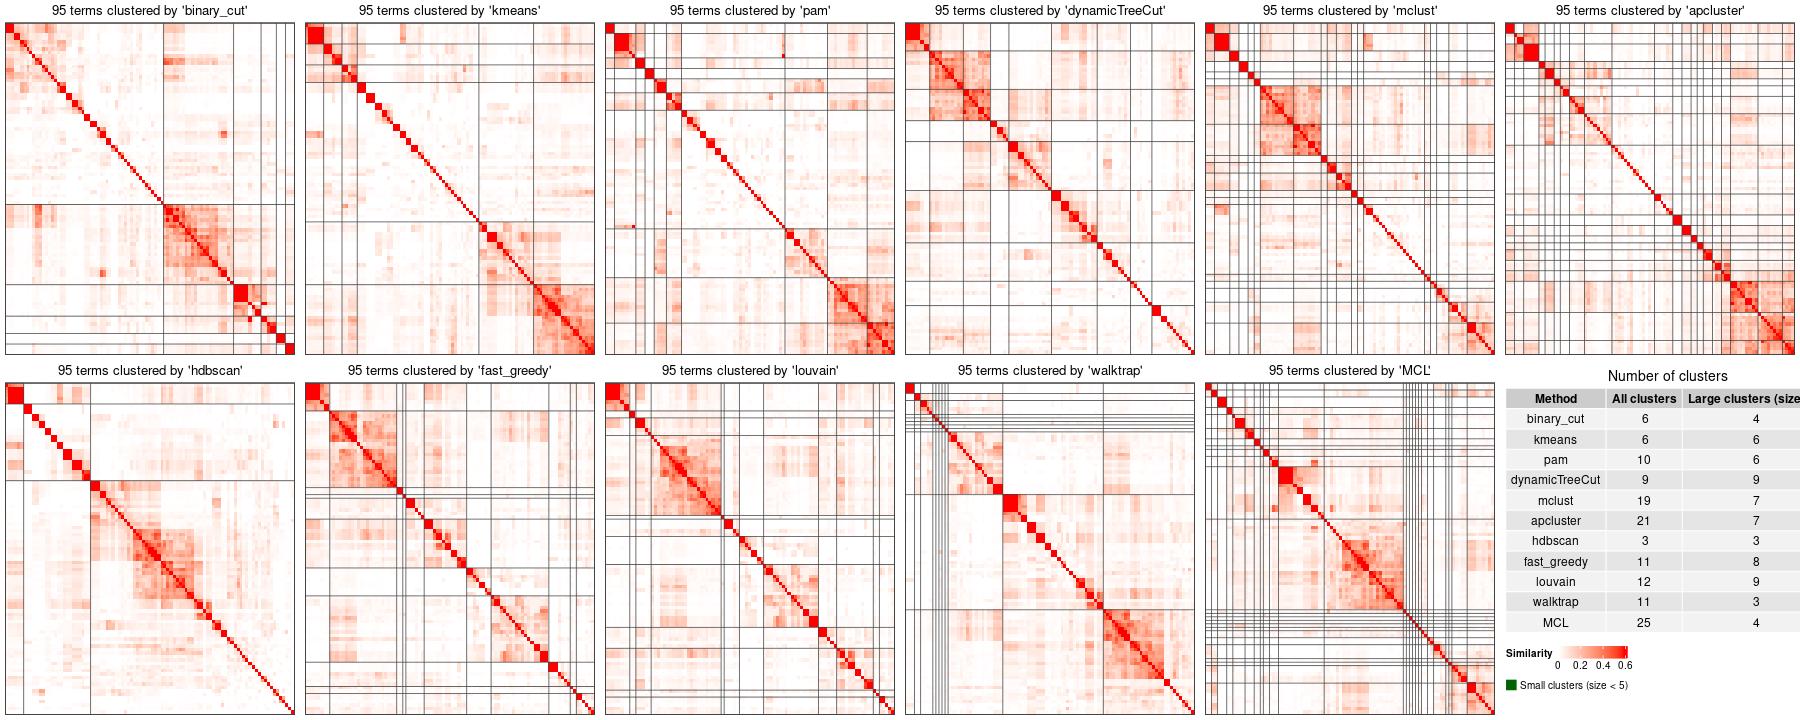 95 terms clustered by 'binary_cut'
95 terms clustered by 'kmeans'
95 terms clustered by 'pam'
95 terms clustered by 'dynamicTreeCut'
95 terms clustered by 'mclust'
95 terms clustered by 'apcluster'
95 terms clustered by 'hdbscan'
95 terms clustered by 'fast_greedy'
95 terms clustered by 'louvain'
95 terms clustered by 'walktrap'
95 terms clustered by 'MCL'
Number of clusters
Method All clusters Large clusters (size
binary_cut 6 4
kmeans 6 6
pam 10 6
dynamicTreeCut 9 9
mclust 19 7
apcluster 21 7
hdbscan 3 3
fast_greedy 11 8
louvain 12 9
walktrap 11 3
MCL 25 4
Similarity
0 0.2 0.4 0.6
Small clusters (size < 5)